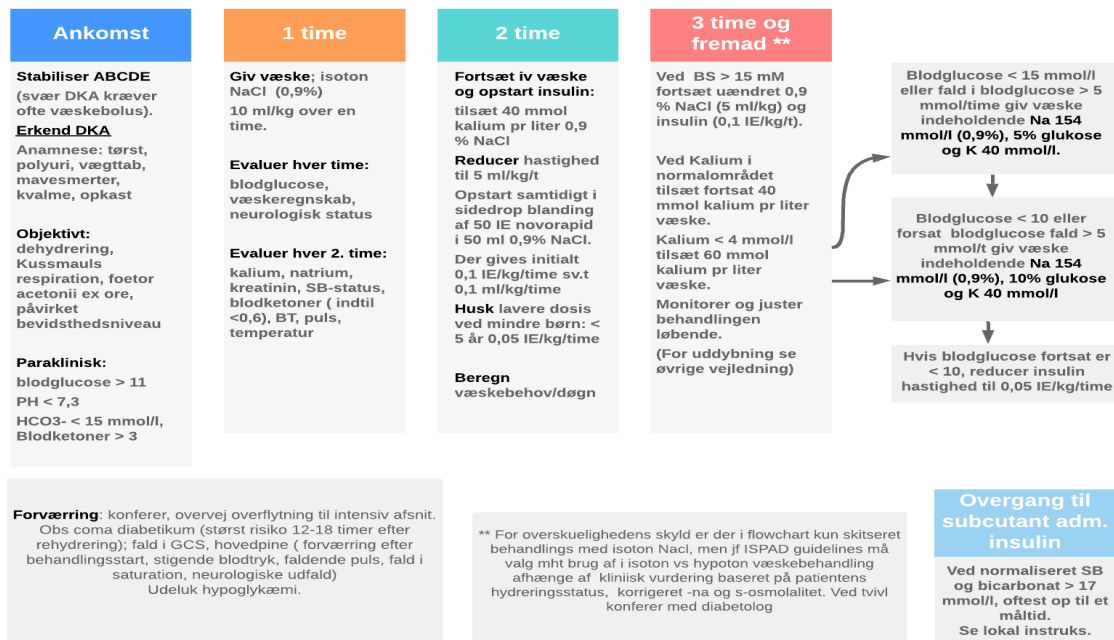 Ankomst
Stabiliser ABCDE
(svær DKA kræver
ofte væskebolus).
Erkend DKA
Anamnese: tørst,
polyuri, vægttab,
mavesmerter,
kvalme, opkast
Objektivt:
dehydrering,
Kussmauls
respiration, foetor
acetonii ex ore,
påvirket
bevidsthedsniveau
Paraklinisk:
blodglucose > 11
PH < 7,3
HCO3- < 15 mmol/l,
Blodketoner > 3
1 time
Giv væske; isoton
NaCl (0,9%)
10 ml/kg over en
time.
Evaluer hver time:
blodglucose,
væskeregnskab,
neurologisk status
Evaluer hver 2. time:
kalium, natrium,
kreatinin, SB-status,
blodketoner ( indtil
<0,6), BT, puls,
temperatur
2 time
Fortsæt iv væske
og opstart insulin:
tilsæt 40 mmol
kalium pr liter 0,9
% NaCl
Reducer hastighed
til 5 ml/kg/t
Opstart samtidigt i
sidedrop blanding
af 50 IE novorapid
i 50 ml 0,9% NaCl.
Der gives initialt
0,1 IE/kg/time sv.t
0,1 ml/kg/time
Husk lavere dosis
ved mindre børn: <
5 år 0,05 IE/kg/time
Beregn
væskebehov/døgn
3 time og
fremad **
Ved BS > 15 mM
fortsæt uændret 0,9
% NaCl (5 ml/kg) og
insulin (0,1 IE/kg/t).
Ved Kalium i
normalområdet
tilsæt fortsat 40
mmol kalium pr liter
væske.
Kalium < 4 mmol/l
tilsæt 60 mmol
kalium pr liter
væske.
Monitorer og juster
behandlingen
løbende.
(For uddybning se
øvrige vejledning)
Blodglucose < 15 mmol/l
eller fald i blodglucose > 5
mmol/time giv væske
indeholdende Na 154
mmol/l (0,9%), 5% glukose
og K 40 mmol/l.
Blodglucose < 10 eller
forsat blodglucose fald > 5
mmol/t giv væske
indeholdende Na 154
mmol/l (0,9%), 10% glukose
og K 40 mmol/l
Hvis blodglucose fortsat er
< 10, reducer insulin
hastighed til 0,05 IE/kg/time
Forværring: konferer, overvej overflytning til intensiv afsnit.
Obs coma diabetikum (størst risiko 12-18 timer efter
rehydrering); fald i GCS, hovedpine ( forværring efter
behandlingsstart, stigende blodtryk, faldende puls, fald i
saturation, neurologiske udfald)
Udeluk hypoglykæmi.
** For overskuelighedens skyld er der i flowchart kun skitseret
behandlings med isoton Nacl, men jf ISPAD guidelines må
valg mht brug af i isoton vs hypoton væskebehandling
afhænge af kliniisk vurdering baseret på patientens
hydreringsstatus, korrigeret -na og s-osmolalitet. Ved tvivl
konferer med diabetolog
Overgang til
subcutant adm.
insulin
Ved normaliseret SB
og bicarbonat > 17
mmol/l, oftest op til et
måltid.
Se lokal instruks.